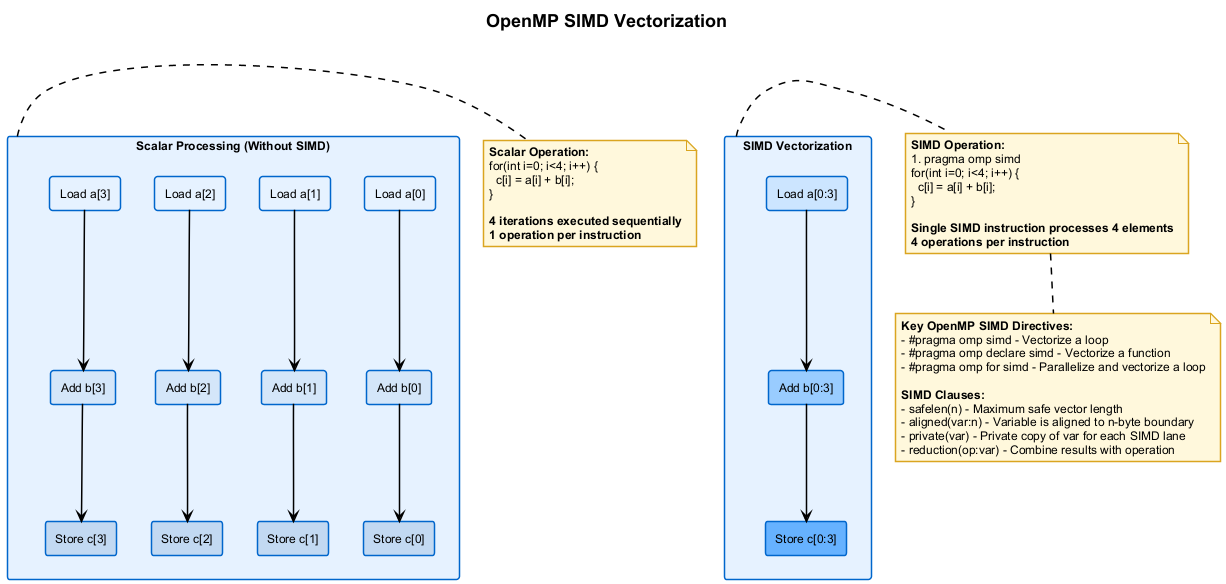 OpenMP SIMD Vectorization
Scalar Processing (Without SIMD)
Load a[3]
Load a[2]
Load a[1]
Load a[0]
Add b[3]
Add b[2]
Add b[1]
Add b[0]
Store c[3]
Store c[2]
Store c[1]
Store c[0]
Scalar Operation:
for(int i=0; i<4; i++) {
c[i] = a[i] + b[i];
}
4 iterations executed sequentially
1 operation per instruction
SIMD Vectorization
Load a[0:3]
Add b[0:3]
Store c[0:3]
SIMD Operation:
1. pragma omp simd
for(int i=0; i<4; i++) {
c[i] = a[i] + b[i];
}
Single SIMD instruction processes 4 elements
4 operations per instruction
Key OpenMP SIMD Directives:
- #pragma omp simd - Vectorize a loop
- #pragma omp declare simd - Vectorize a function
- #pragma omp for simd - Parallelize and vectorize a loop
SIMD Clauses:
- safelen(n) - Maximum safe vector length
- aligned(var:n) - Variable is aligned to n-byte boundary
- private(var) - Private copy of var for each SIMD lane
- reduction(op:var) - Combine results with operation